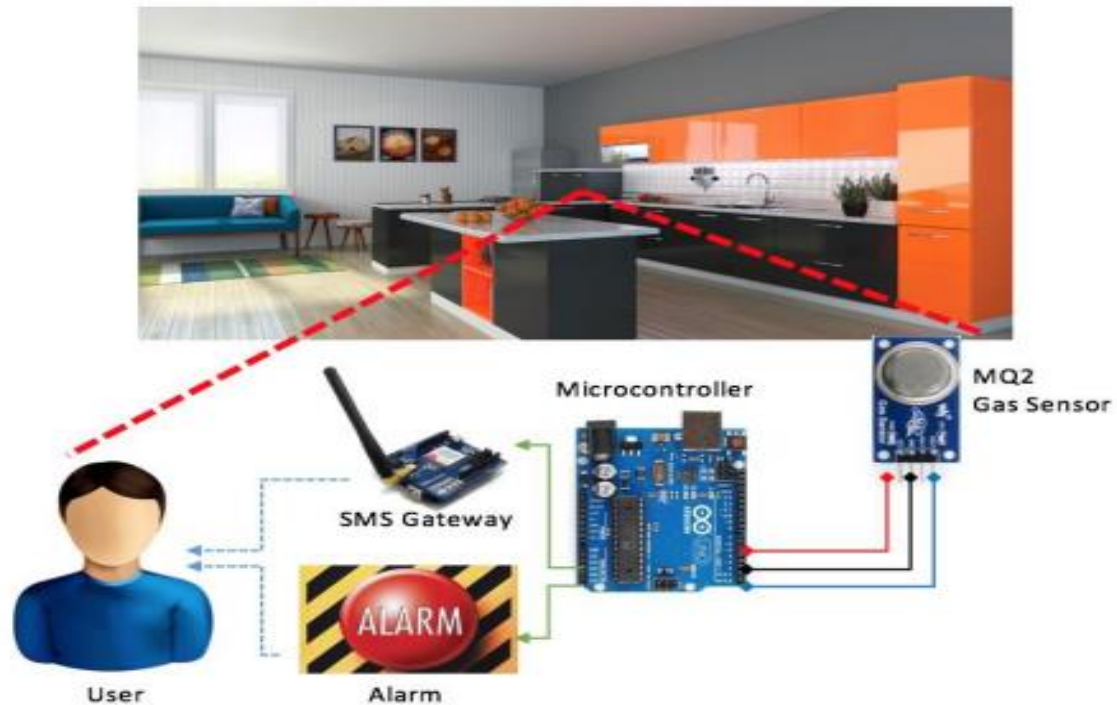 Microcontroller
MQ2
Gas Sensor
SMS Gateway
ALARM
User
Alarm